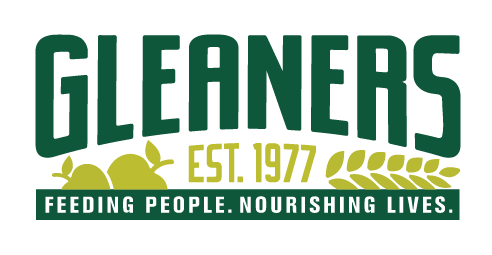 GLEANERS
EST. 1977
FEEDING PEOPLE. NOURISHING LIVES.